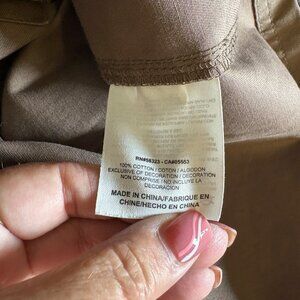 RN#58323 - CA#05553
100% COTTON / COTON / ALGODON
EXCLUSIVE OF DECORATION / DECORATION
NON COMPRISE / NO INCLUYE LA
DECORACION
MADE IN CHINA/FABRIQUE EN
CHINE/HECHO EN CHINA